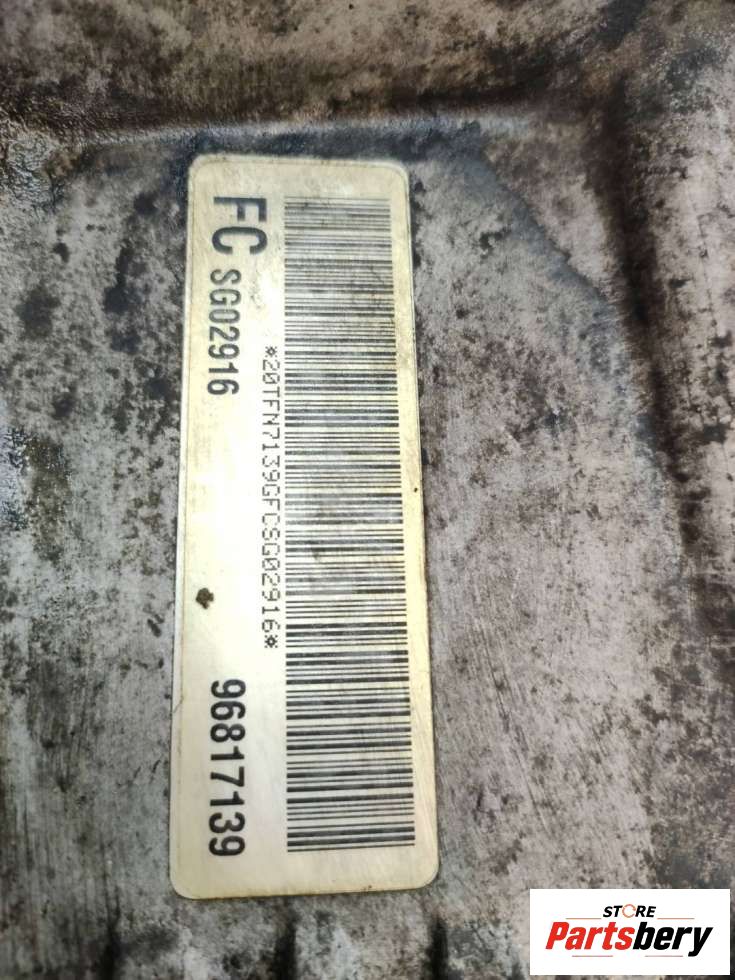 FC SG02916 96817139
*20TFN7139GFCSG02916*
STORE
Partsbery